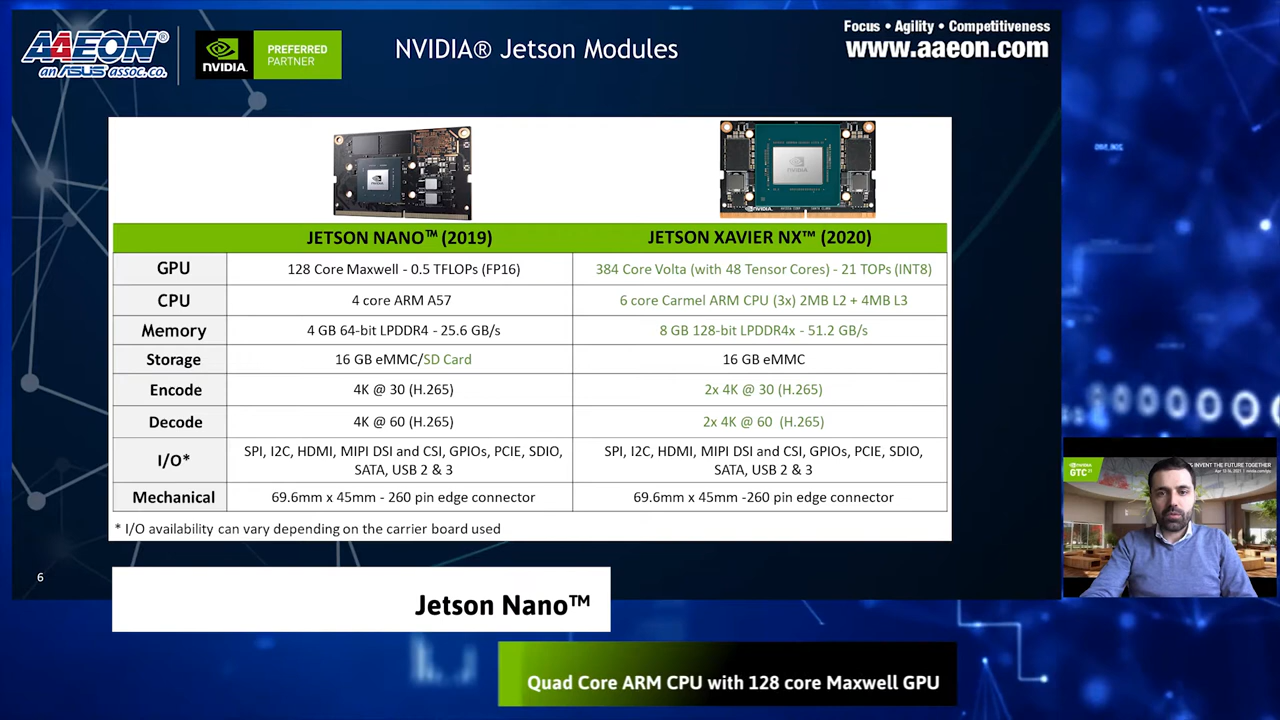 AAEON®
an ASUS assoc. co.
NVIDIA.
PREFERRED
PARTNER
NVIDIA® Jetson Modules
Focus • Agility • Competitiveness
www.aaeon.com
JETSON NANO™ (2019)
JETSON XAVIER NX™ (2020)
GPU
128 Core Maxwell - 0.5 TFLOPs (FP16)
384 Core Volta (with 48 Tensor Cores) - 21 TOPs (INT8)
CPU
4 core ARM A57
6 core Carmel ARM CPU (3x) 2MB L2 + 4MB L3
Memory
4 GB 64-bit LPDDR4 - 25.6 GB/s
8 GB 128-bit LPDDR4x - 51.2 GB/s
Storage
16 GB eMMC/SD Card
16 GB eMMC
Encode
4K @ 30 (H.265)
2x 4K @ 30 (H.265)
Decode
4K @ 60 (H.265)
2x 4K @ 60 (H.265)
I/O*
SPI, I2C, HDMI, MIPI DSI and CSI, GPIOs, PCIE, SDIO,
SATA, USB 2 & 3
SPI, I2C, HDMI, MIPI DSI and CSI, GPIOs, PCIE, SDIO,
SATA, USB 2 & 3
Mechanical
69.6mm x 45mm - 260 pin edge connector
69.6mm x 45mm -260 pin edge connector
* I/O availability can vary depending on the carrier board used
6
NVIDIA
GTC
INVENT THE FUTURE TOGETHER
Jetson Nano™
Quad Core ARM CPU with 128 core Maxwell GPU